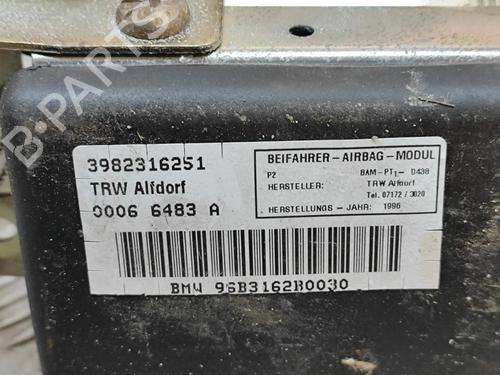 B-PARTS
3982316251
TRW Alfdorf
0006 6483 A
BEIFAHRER-AIRBAG-MODUL
P2 BAM-PT1- D438
HERSTELLER: TRW Alfdorf
Tel. 07172 / 3020
HERSTELLUNGS - JAHR: 1996
BMW 96B3162B0030